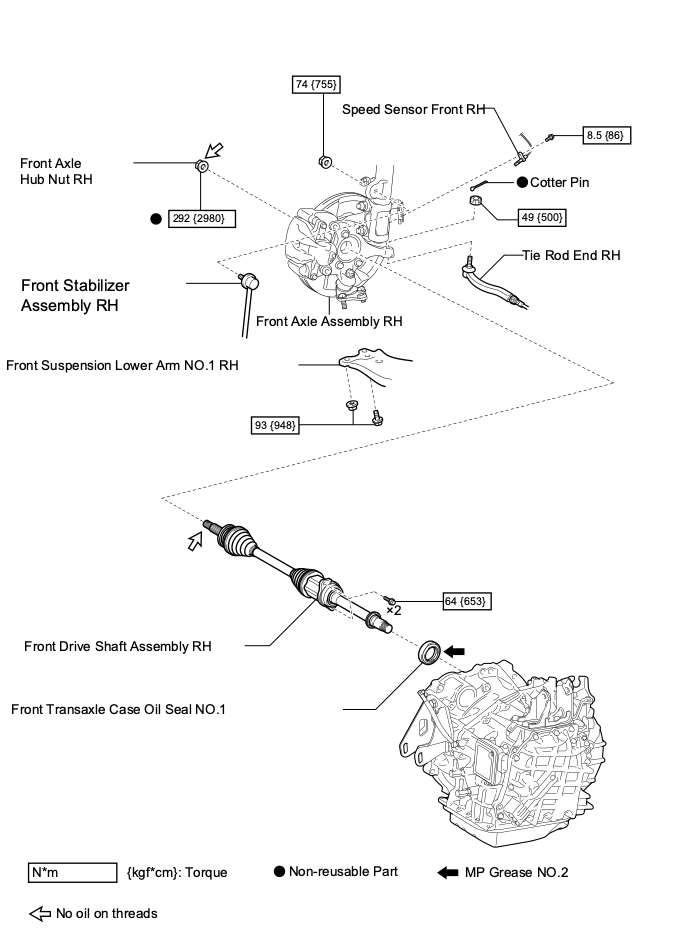 74 {755}
Speed Sensor Front RH
8.5 {86}
Front Axle
Hub Nut RH
Cotter Pin
292 {2980}
49 {500}
Tie Rod End RH
Front Stabilizer
Assembly RH
Front Axle Assembly RH
Front Suspension Lower Arm NO.1 RH
93 {948}
64 {653}
×2
Front Drive Shaft Assembly RH
Front Transaxle Case Oil Seal NO.1
N*m {kgf*cm}: Torque Non-reusable Part MP Grease NO.2
No oil on threads